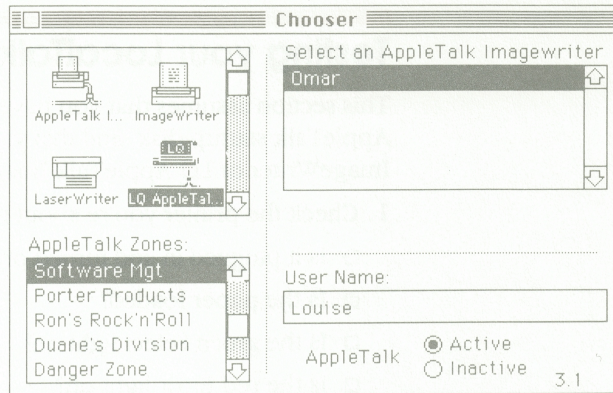 Chooser
AppleTalk I...
ImageWriter
LQ
LaserWriter
LQ AppleTal...
AppleTalk Zones:
Software Mgt
Porter Products
Ron's Rock'n'Roll
Duane's Division
Danger Zone
Select an AppleTalk Imagewriter
Omar
User Name:
Louise
AppleTalk
Active
Inactive
3.1